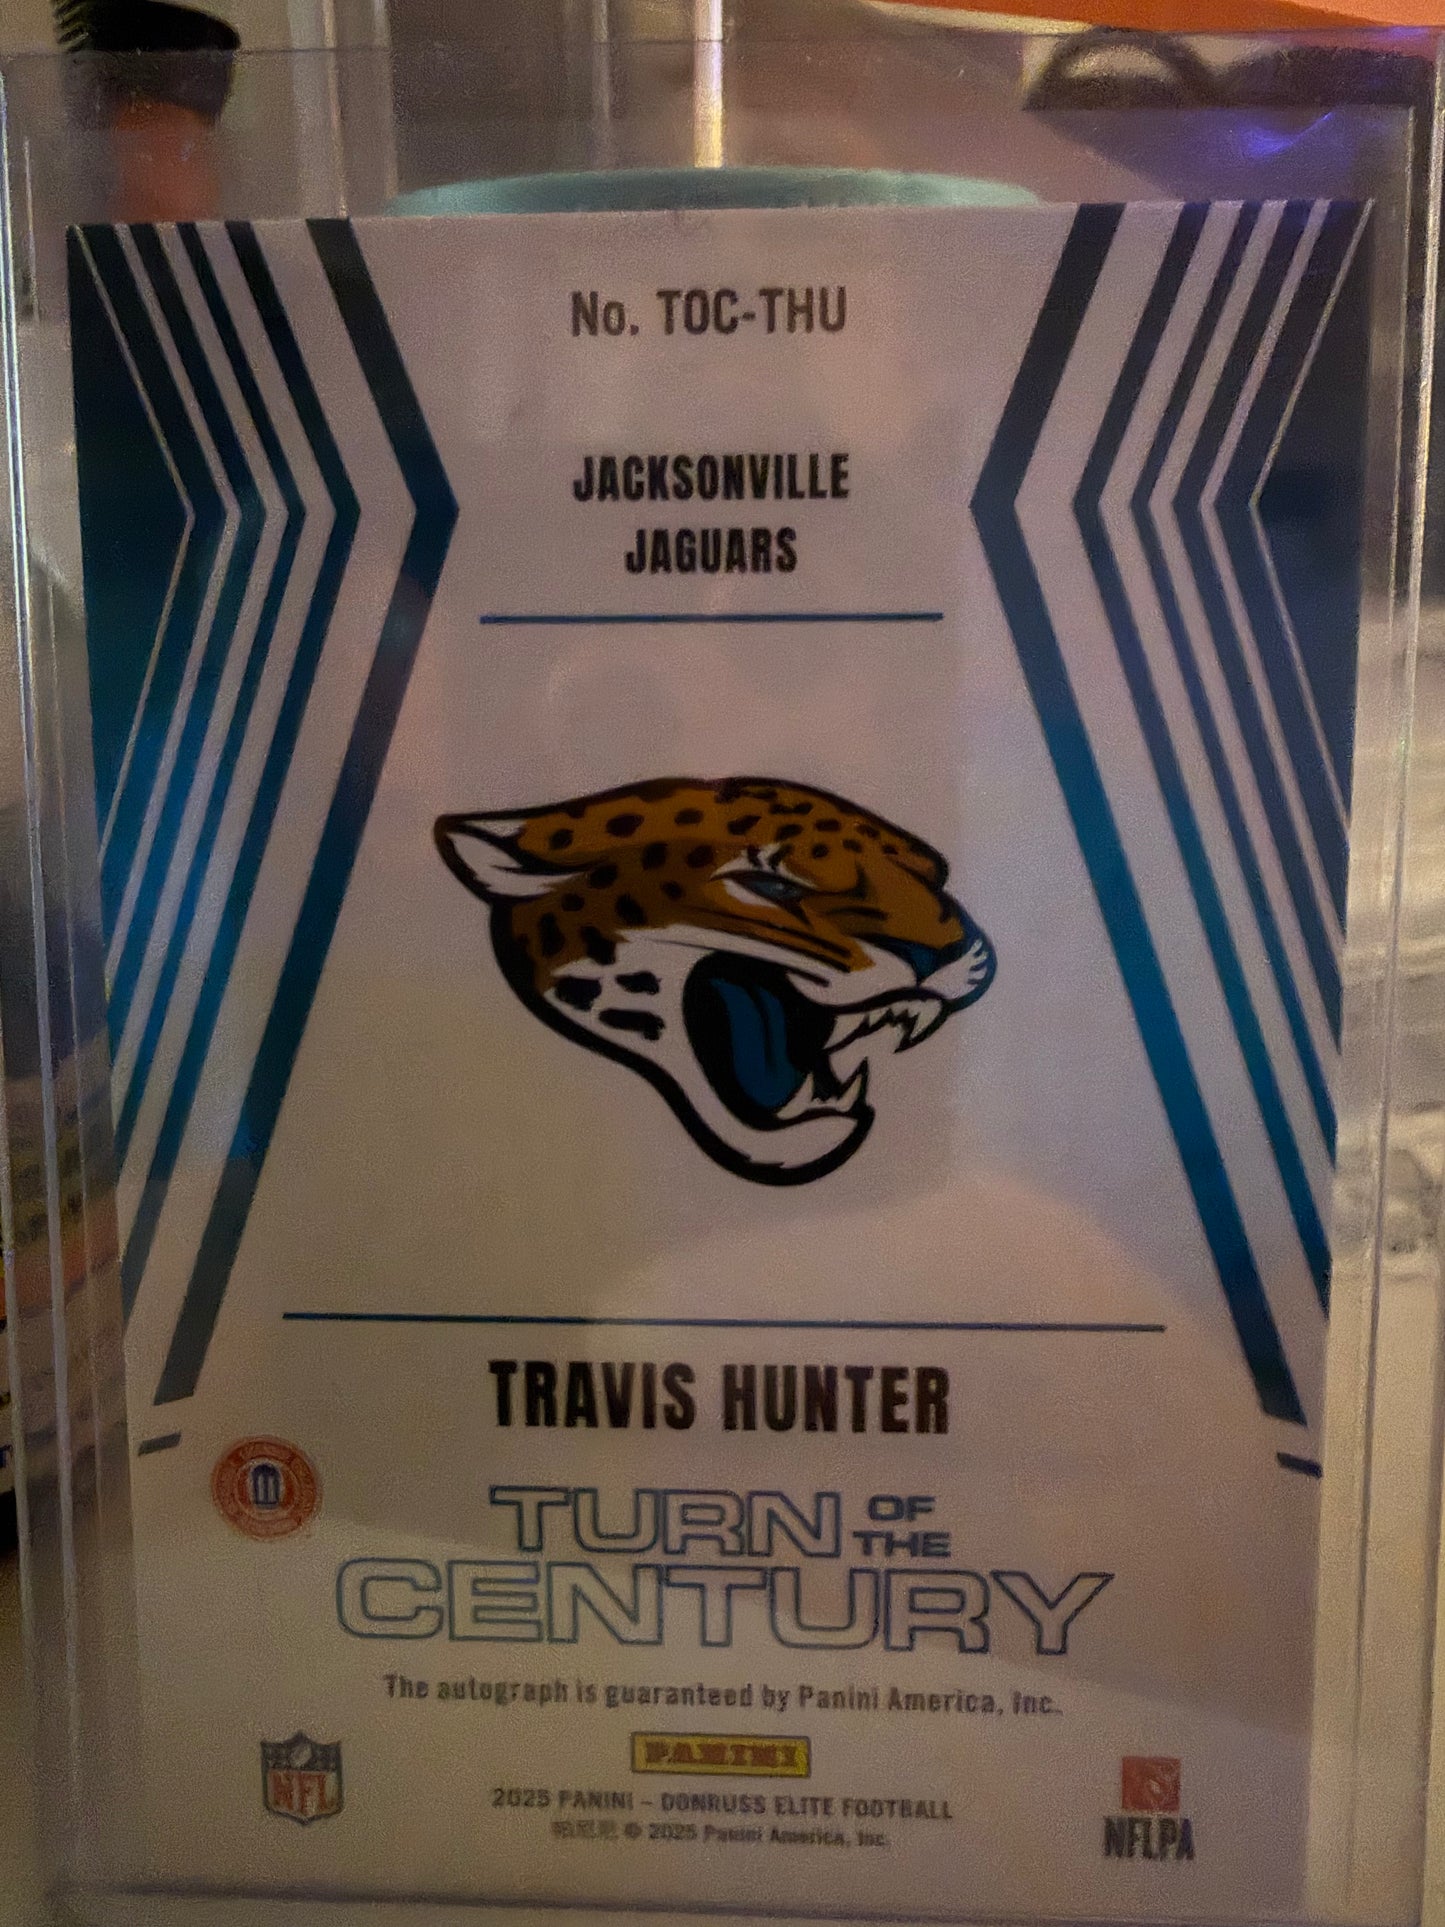 No. TOC-THU
JACKSONVILLE
JAGUARS
TRAVIS HUNTER
TURN OF THE
CENTURY
The autograph is guaranteed by Panini America, Inc.
PANINI
NFL
2025 PANINI - DONRUSS ELITE FOOTBALL
© 2025 Panini America, Inc.
NFLPA